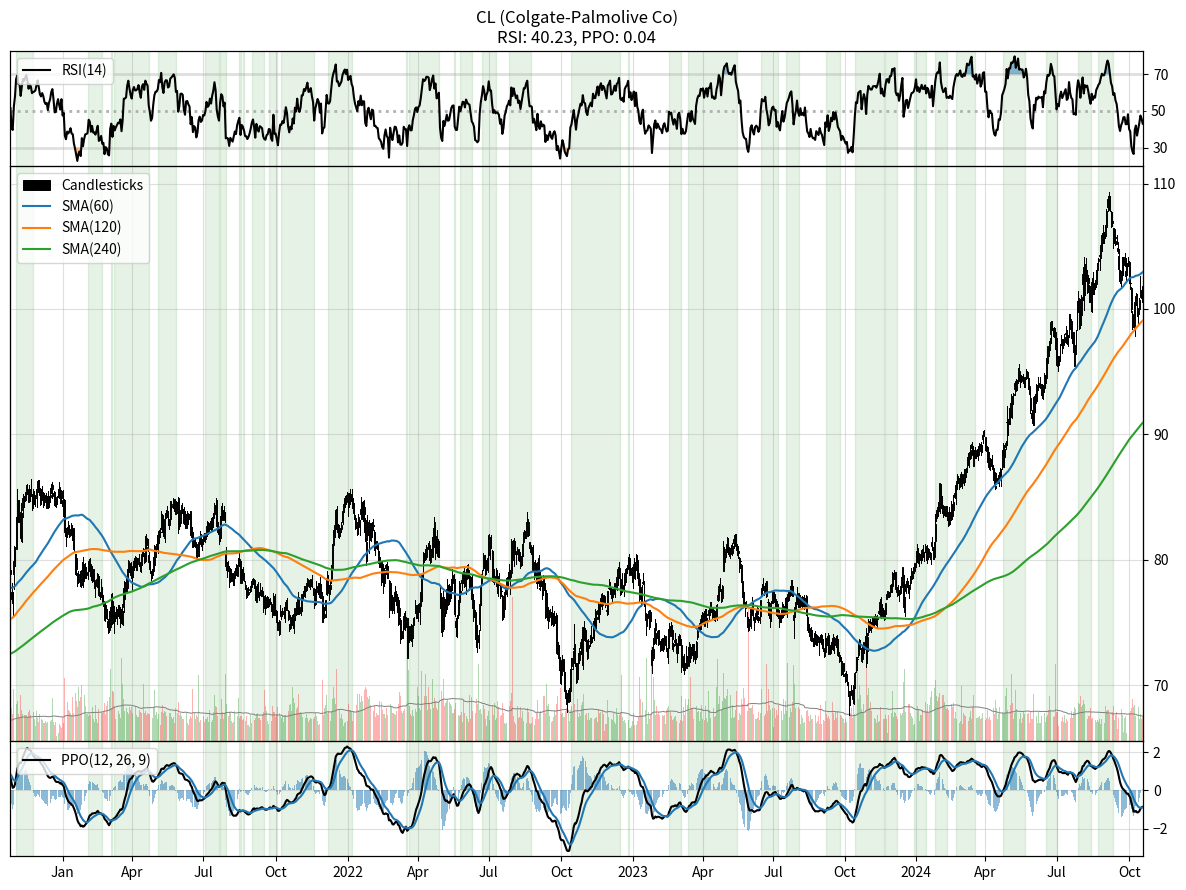 CL (Colgate-Palmolive Co)
RSI: 40.23, PPO: 0.04
RSI(14)
70
50
30
Candlesticks
SMA(60)
SMA(120)
SMA(240)
110
100
90
80
70
PPO(12, 26, 9)
2
0
−2
Jan Apr Jul Oct 2022 Apr Jul Oct 2023 Apr Jul Oct 2024 Apr Jul Oct